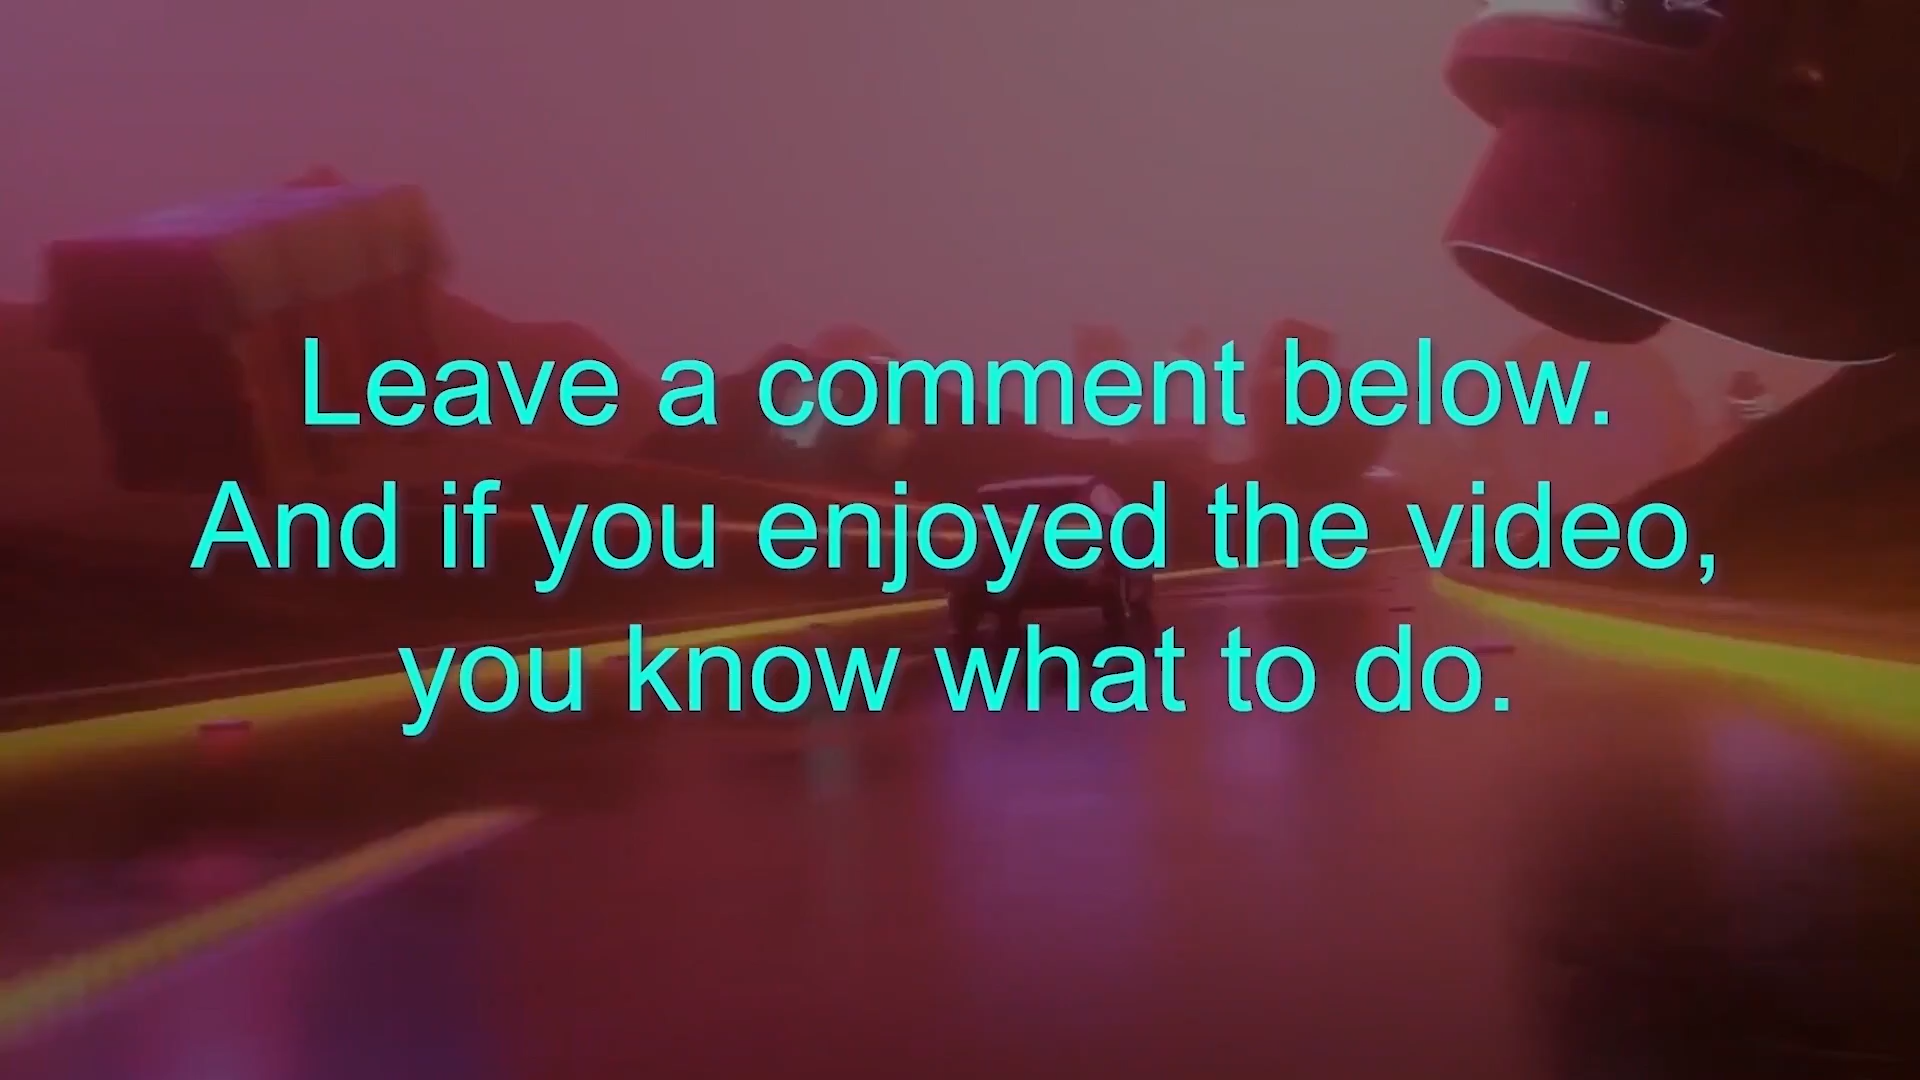 Leave a comment below.
And if you enjoyed the video,
you know what to do.